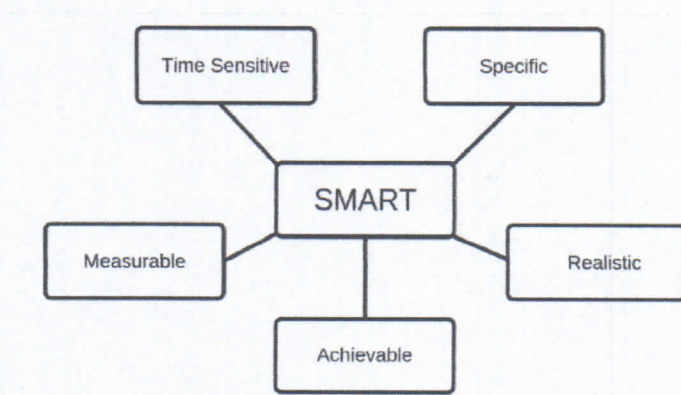 Time Sensitive
Specific
SMART
Measurable
Realistic
Achievable